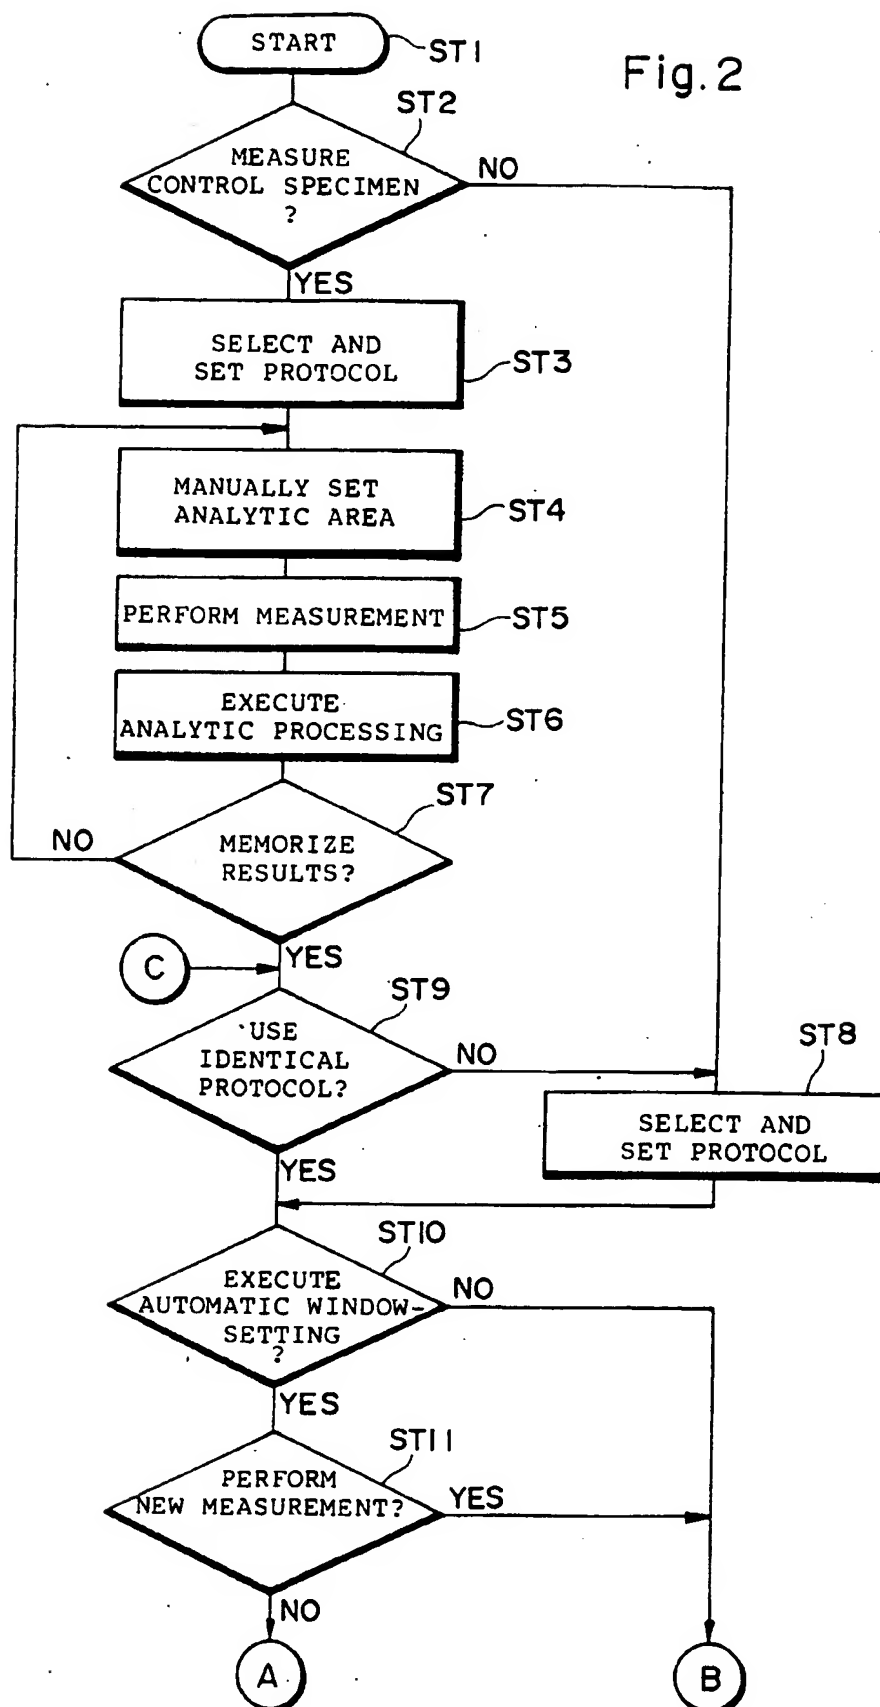 START
ST1
Fig.2
ST2
MEASURE
CONTROL SPECIMEN
?
NO
YES
SELECT AND
SET PROTOCOL
ST3
MANUALLY SET
ANALYTIC AREA
ST4
PERFORM MEASUREMENT
ST5
EXECUTE
ANALYTIC PROCESSING
ST6
ST7
MEMORIZE
RESULTS?
NO
YES
C
ST9
USE
IDENTICAL
PROTOCOL?
NO
ST8
SELECT AND
SET PROTOCOL
YES
ST10
EXECUTE
AUTOMATIC WINDOW-
SETTING
?
NO
YES
ST11
PERFORM
NEW MEASUREMENT?
YES
NO
A
B